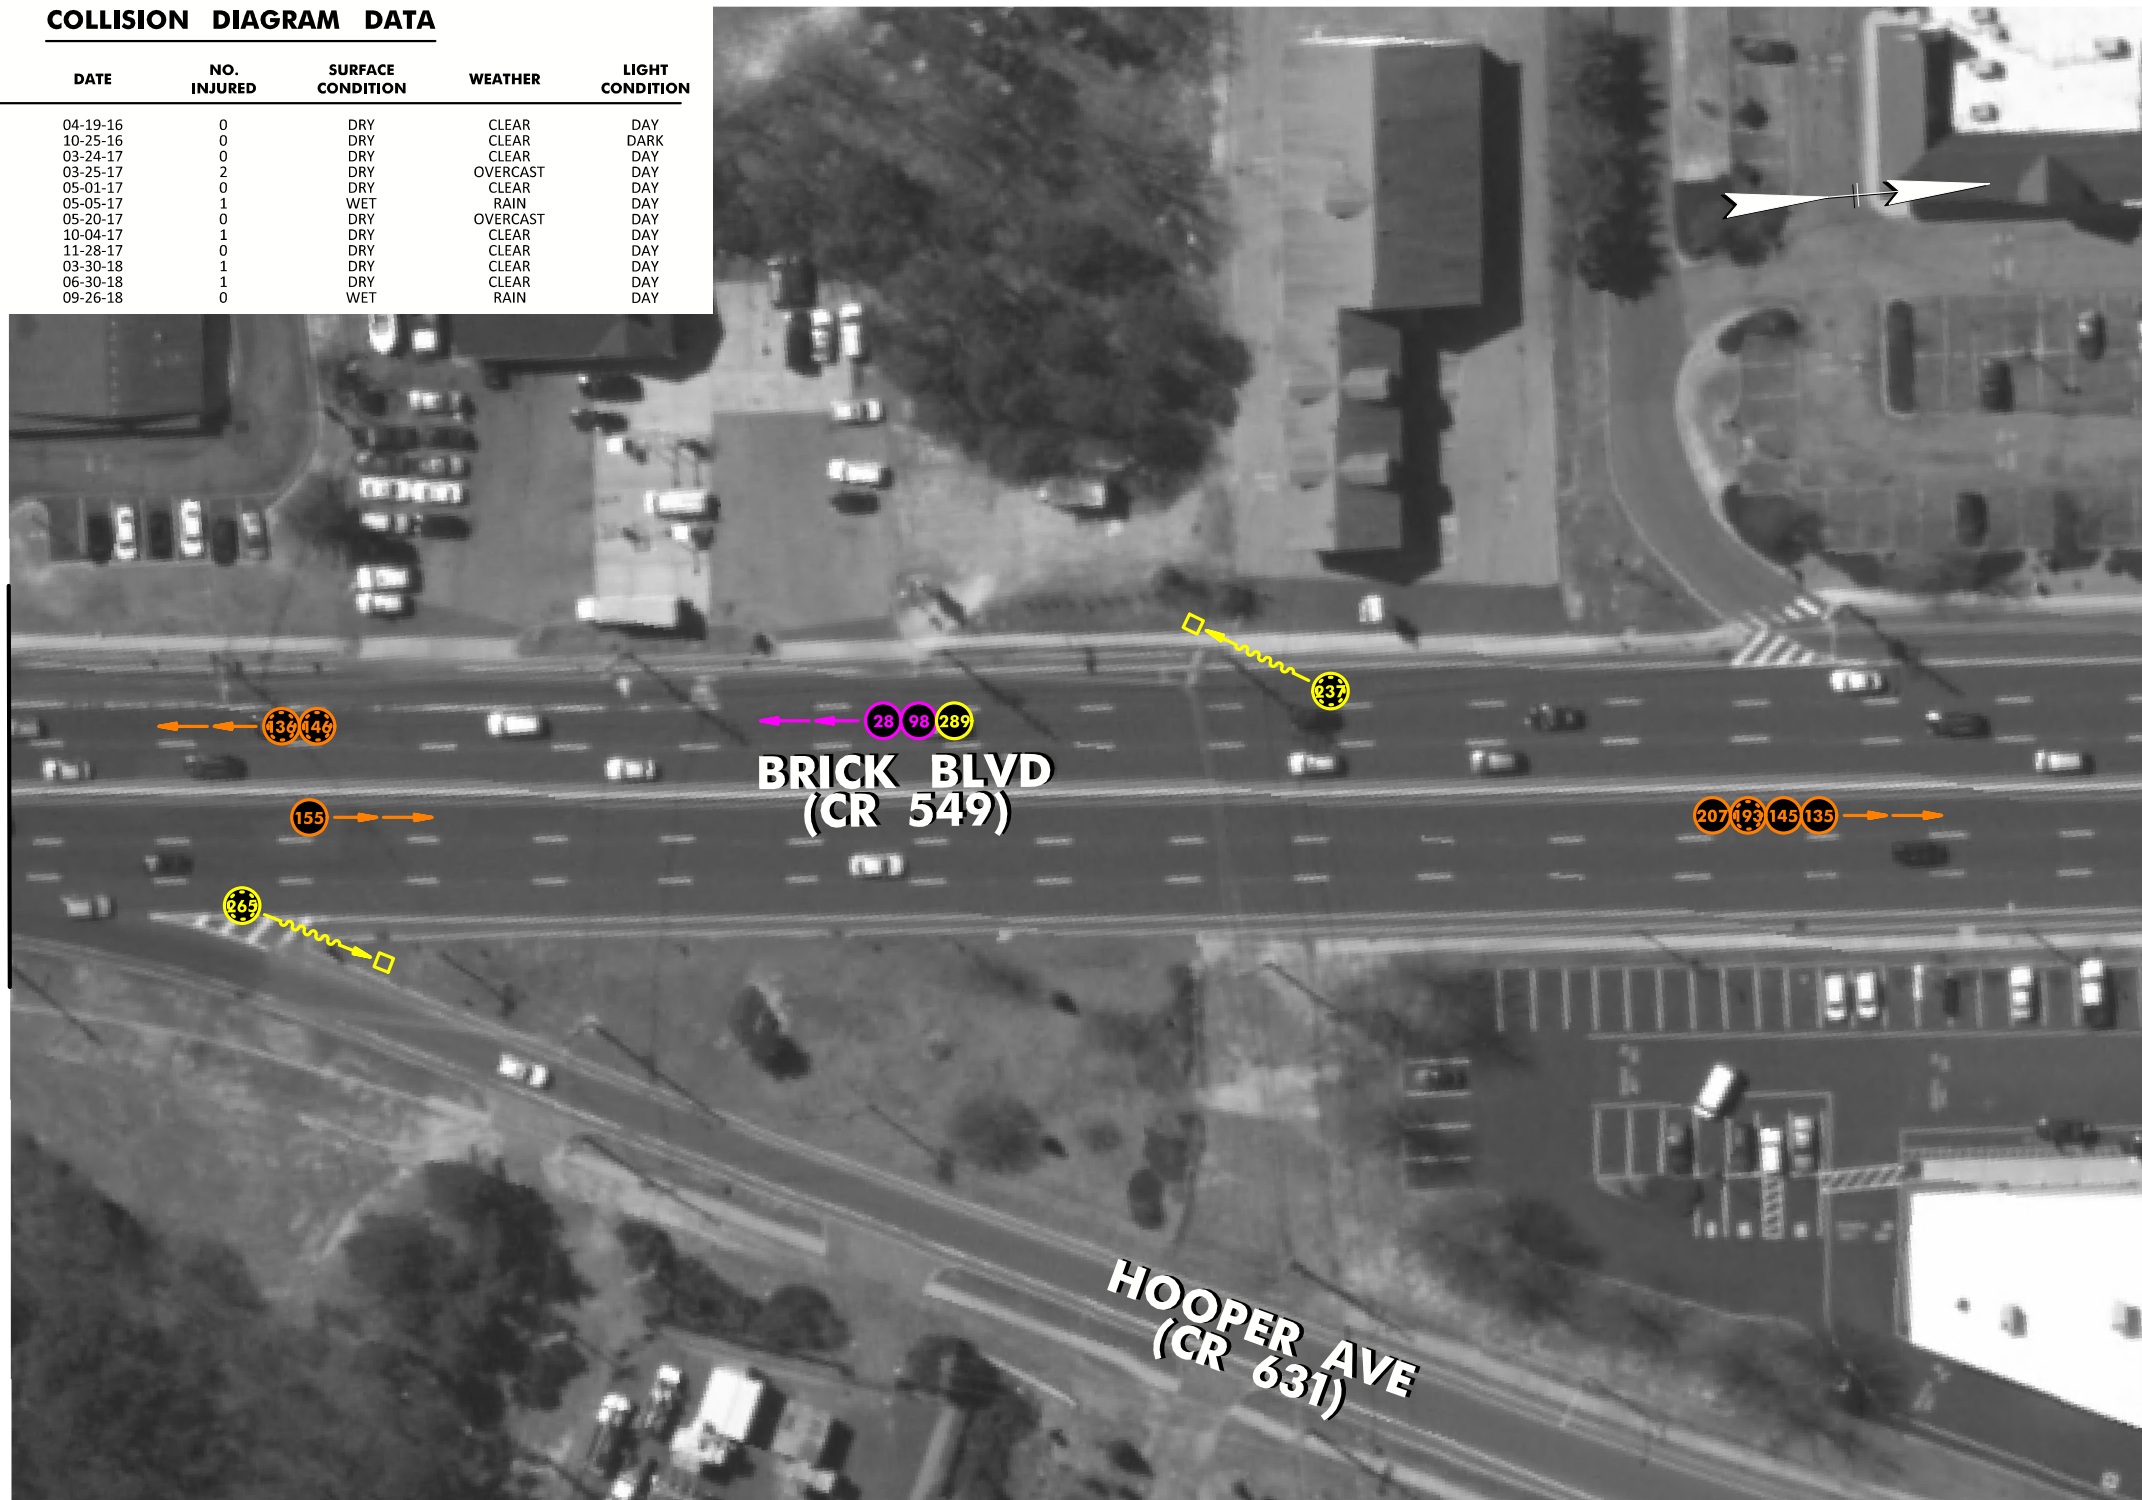 COLLISION DIAGRAM DATA
DATE NO. INJURED SURFACE CONDITION WEATHER LIGHT CONDITION
04-19-16 0 DRY CLEAR DAY
10-25-16 0 DRY CLEAR DARK
03-24-17 0 DRY CLEAR DAY
03-25-17 2 DRY OVERCAST DAY
05-01-17 0 DRY CLEAR DAY
05-05-17 1 WET RAIN DAY
05-20-17 0 DRY OVERCAST DAY
10-04-17 1 DRY CLEAR DAY
11-28-17 0 DRY CLEAR DAY
03-30-18 1 DRY CLEAR DAY
06-30-18 1 DRY CLEAR DAY
09-26-18 0 WET RAIN DAY
237
136 146
28 98 289
BRICK BLVD
(CR 549)
155
207 193 145 135
265
HOOPER AVE
(CR 631)